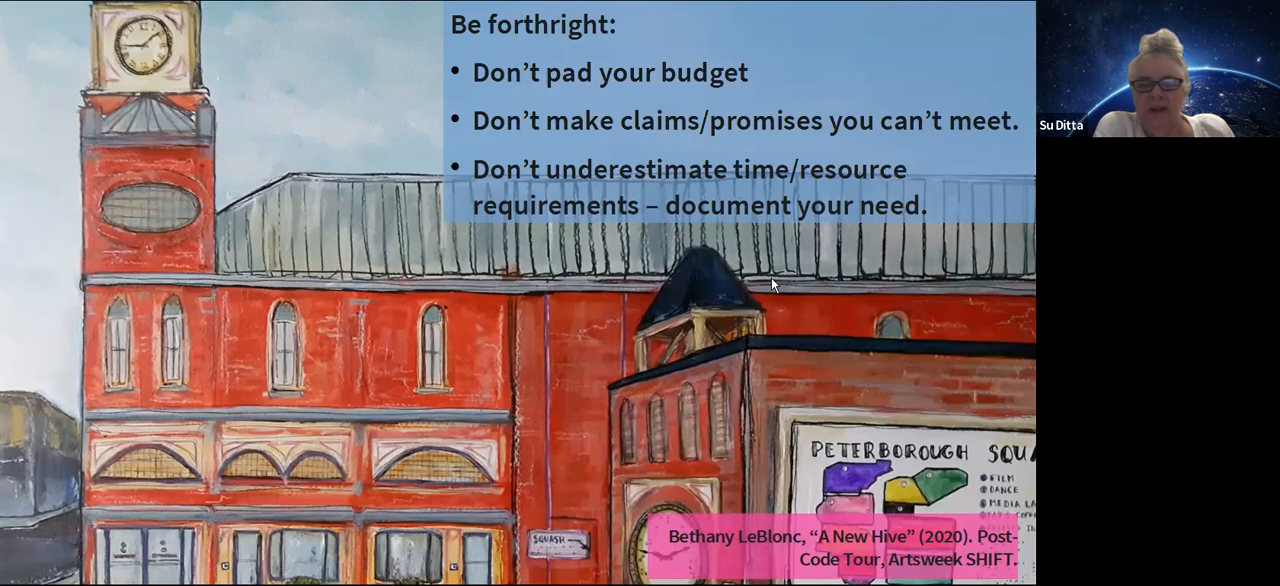 Be forthright:
• Don’t pad your budget
• Don’t make claims/promises you can’t meet.
• Don’t underestimate time/resource
requirements – document your need.
Su Ditta
PETERBOROUGH SQUA
FILM
DANCE
MEDIA LA
SQUASH
Bethany LeBlonc, “A New Hive” (2020). Post-
Code Tour, Artsweek SHIFT.